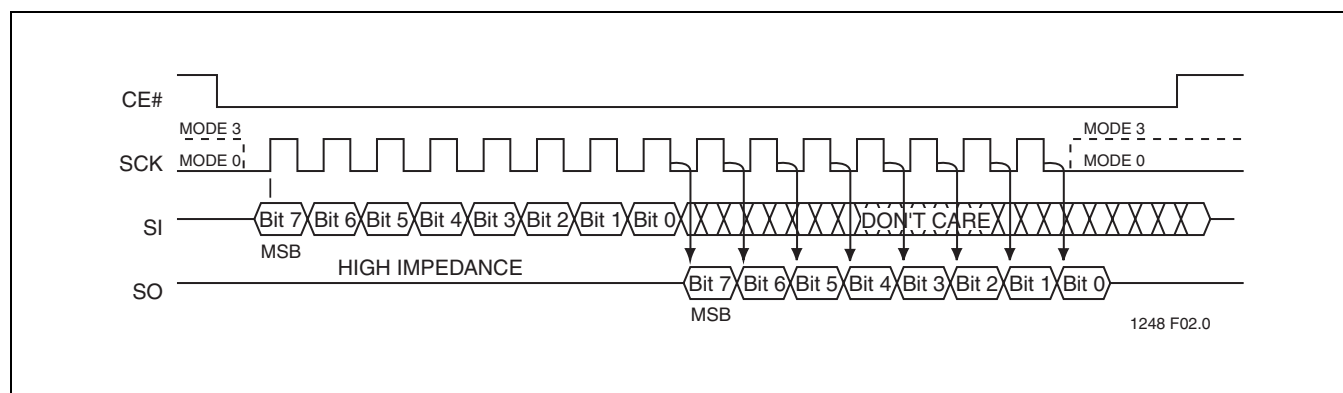 CE#
MODE 3 MODE 3
SCK MODE 0 MODE 0
SI Bit 7 Bit 6 Bit 5 Bit 4 Bit 3 Bit 2 Bit 1 Bit 0 DON'T CARE
MSB
HIGH IMPEDANCE
SO Bit 7 Bit 6 Bit 5 Bit 4 Bit 3 Bit 2 Bit 1 Bit 0
MSB
1248 F02.0